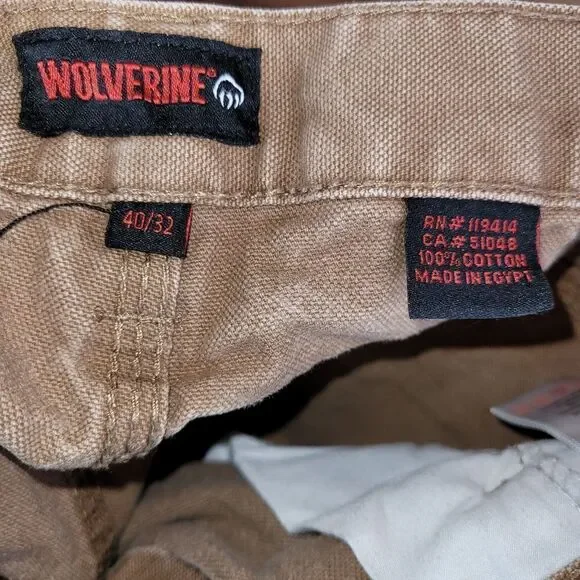 WOLVERINE®
40/32
RN# 119414
CA.# 51048
100% COTTON
MADE IN EGYPT